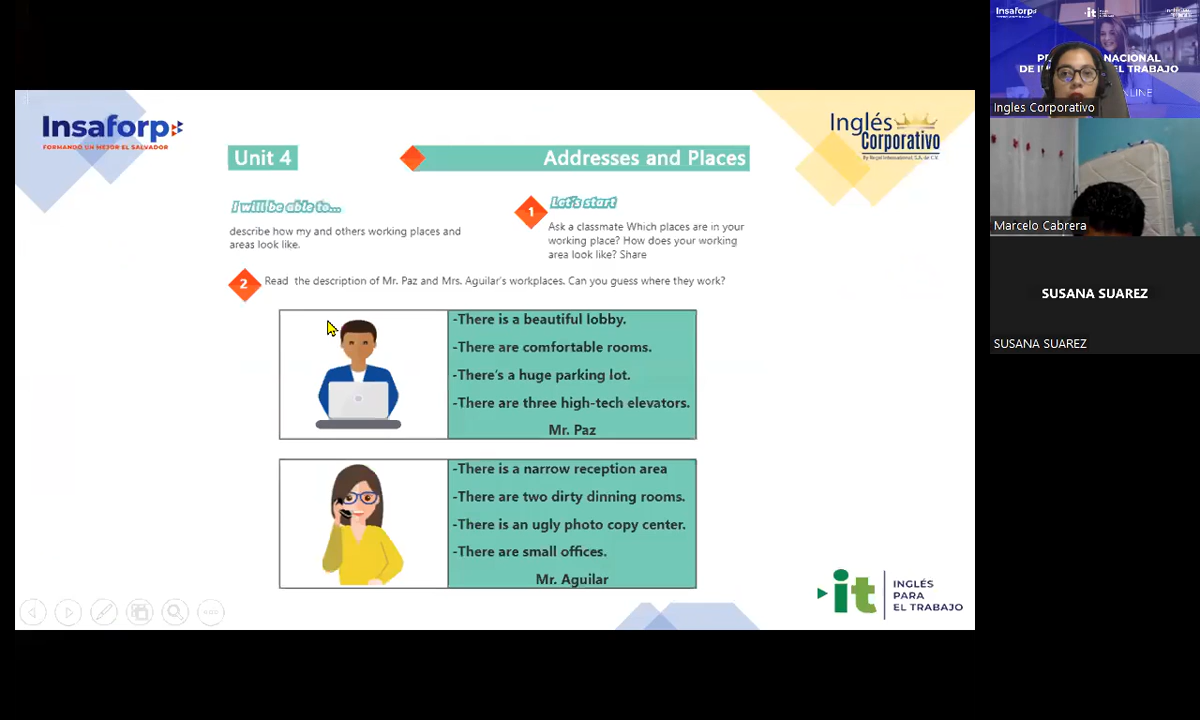 Insaforp
FORMANDO UN MEJOR EL SALVADOR
Inglés
Corporativo
Unit 4
Addresses and Places
I will be able to...
describe how my and others working places and
areas look like.
1
Let's start
Ask a classmate Which places are in your
working place? How does your working
area look like? Share
2
Read the description of Mr. Paz and Mrs. Aguilar's workplaces. Can you guess where they work?
-There is a beautiful lobby.
-There are comfortable rooms.
-There's a huge parking lot.
-There are three high-tech elevators.
Mr. Paz
-There is a narrow reception area
-There are two dirty dinning rooms.
-There is an ugly photo copy center.
-There are small offices.
Mr. Aguilar
it
INGLÉS
PARA
EL TRABAJO
Insaforp
it
NACIONAL
EL TRABAJO
Ingles Corporativo
Marcelo Cabrera
SUSANA SUAREZ
SUSANA SUAREZ